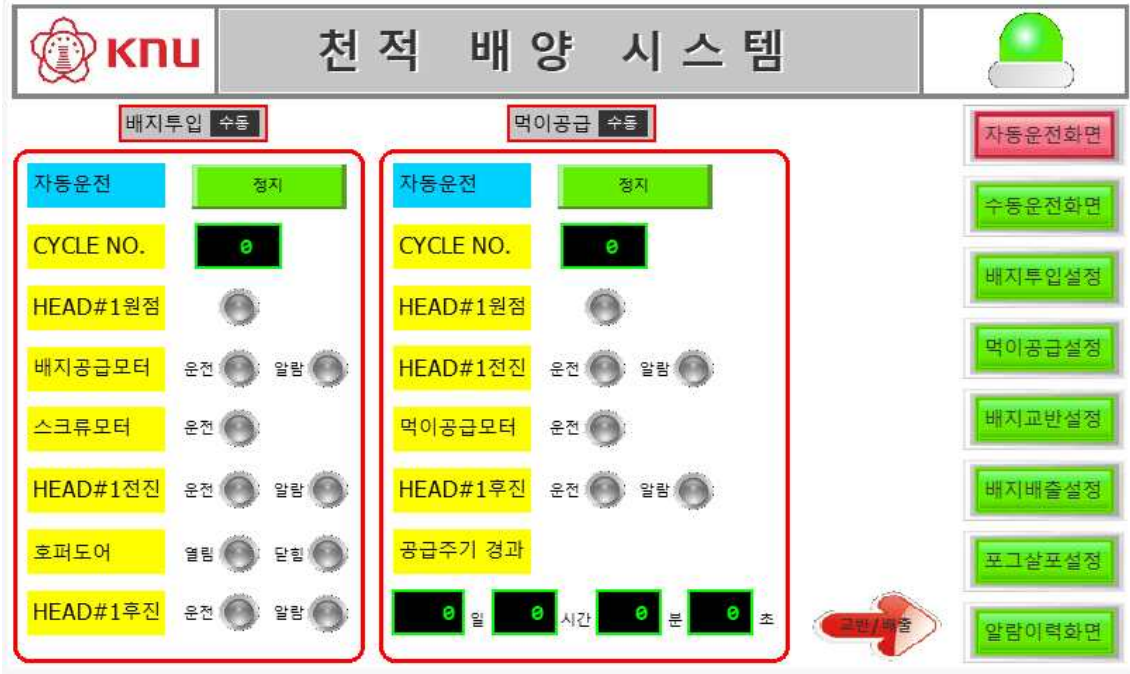 KNU
천적 배양 시스템
배지투입 수동
먹이공급 수동
자동운전 정지
CYCLE NO. 0
HEAD#1원점
배지공급모터 운전 알람
스크류모터 운전
HEAD#1전진 운전 알람
호퍼도어 열림 닫힘
HEAD#1후진 운전 알람
자동운전 정지
CYCLE NO. 0
HEAD#1원점
HEAD#1전진 운전 알람
먹이공급모터 운전
HEAD#1후진 운전 알람
공급주기 경과
0 일 0 시간 0 분 0 초
교반/배출
자동운전화면
수동운전화면
배지투입설정
먹이공급설정
배지교반설정
배지배출설정
포그살포설정
알람이력화면